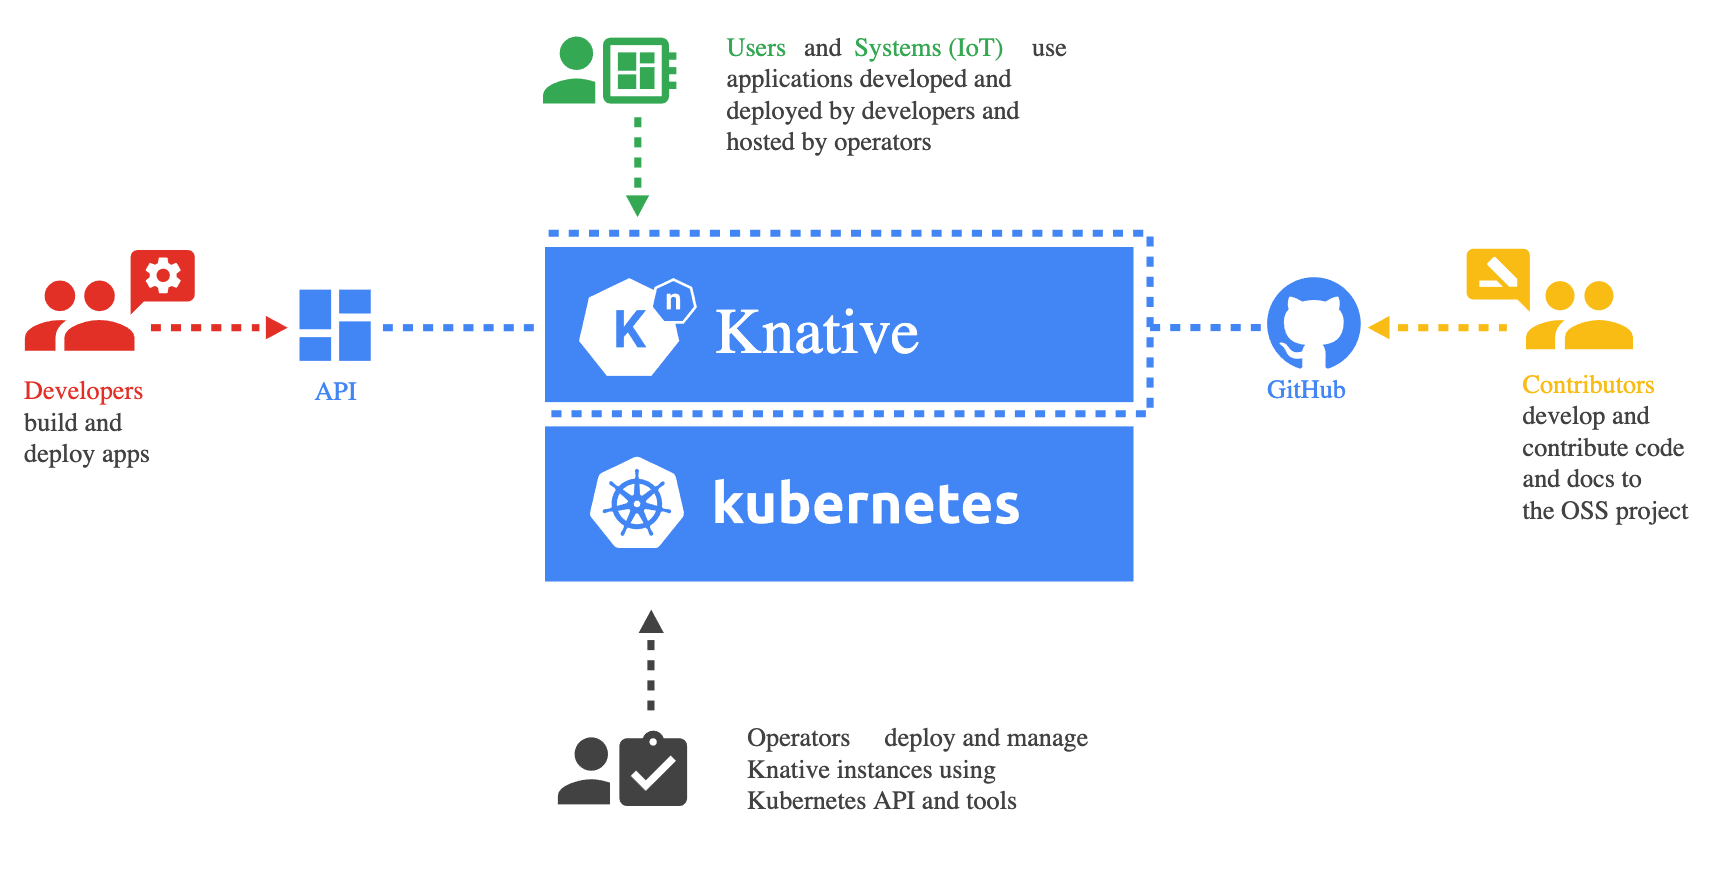 Users and Systems (IoT) use
applications developed and
deployed by developers and
hosted by operators
Developers
build and
deploy apps
API
K
n
Knative
kubernetes
GitHub
Contributors
develop and
contribute code
and docs to
the OSS project
Operators deploy and manage
Knative instances using
Kubernetes API and tools